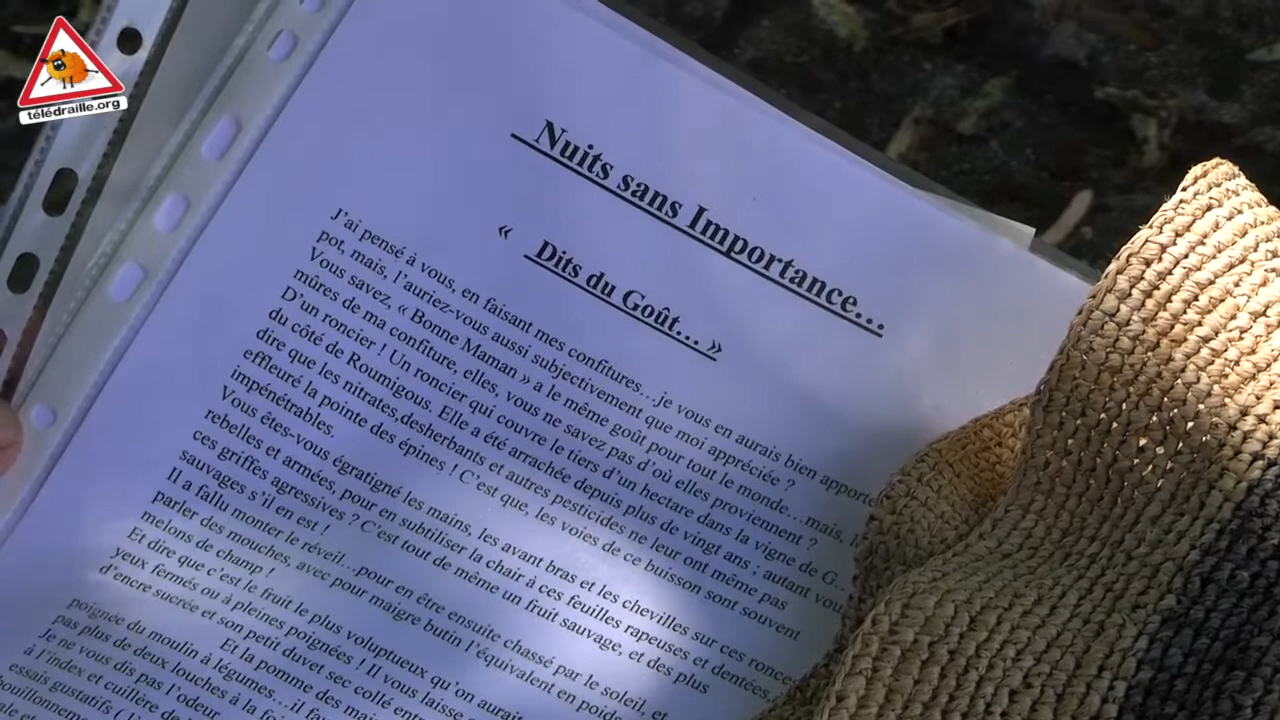 télédraille.org
Nuits sans Importance…
« Dits du Goût… »
J'ai pensé à vous, en faisant mes confitures…je vous en aurais bien apporté
pot, mais, l'auriez-vous aussi subjectivement que moi appréciée ?
Vous savez, « Bonne Maman » a le même goût pour tout le monde…mais, l
mûres de ma confiture, elles, vous ne savez pas d'où elles proviennent ?
D'un roncier ! Un roncier qui couvre le tiers d'un hectare dans la vigne de G…
du côté de Roumigous. Elle a été arrachée depuis plus de vingt ans ; autant vou
dire que les nitrates,desherbants et autres pesticides ne leur ont même pas
effleuré la pointe des épines ! C'est que, les voies de ce buisson sont souvent
impénétrables.
Vous êtes-vous égratigné les mains, les avant bras et les chevilles sur ces ronces
rebelles et armées, pour en subtiliser la chair à ces feuilles rapeuses et dentées,
ces griffes agressives ? C'est tout de même un fruit sauvage, et des plus
sauvages s'il en est !
Il a fallu monter le réveil…pour en être ensuite chassé par le soleil, et
parler des mouches, avec pour maigre butin l'équivalent en poids
melons de champ !
Et dire que c'est le fruit le plus voluptueux qu'on aurait
yeux fermés ou à pleines poignées ! Il vous laisse
d'encre sucrée et son petit duvet sec collé entr
Et la pomme des mai
poignée du moulin à légumes…il fa
pas plus de deux louches à la fo
Je ne vous dis pas l'odeur
à l'index et cuillère de
essais gustatifs (
bouillonneme